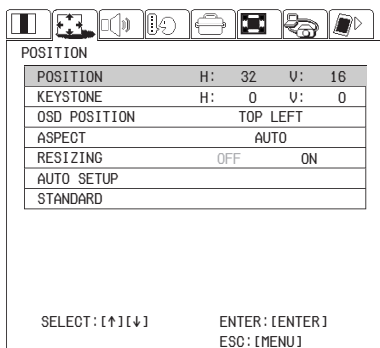 POSITION
POSITION H: 32 V: 16
KEYSTONE H: 0 V: 0
OSD POSITION TOP LEFT
ASPECT AUTO
RESIZING OFF ON
AUTO SETUP
STANDARD
SELECT:[↑][↓] ENTER:[ENTER]
ESC:[MENU]